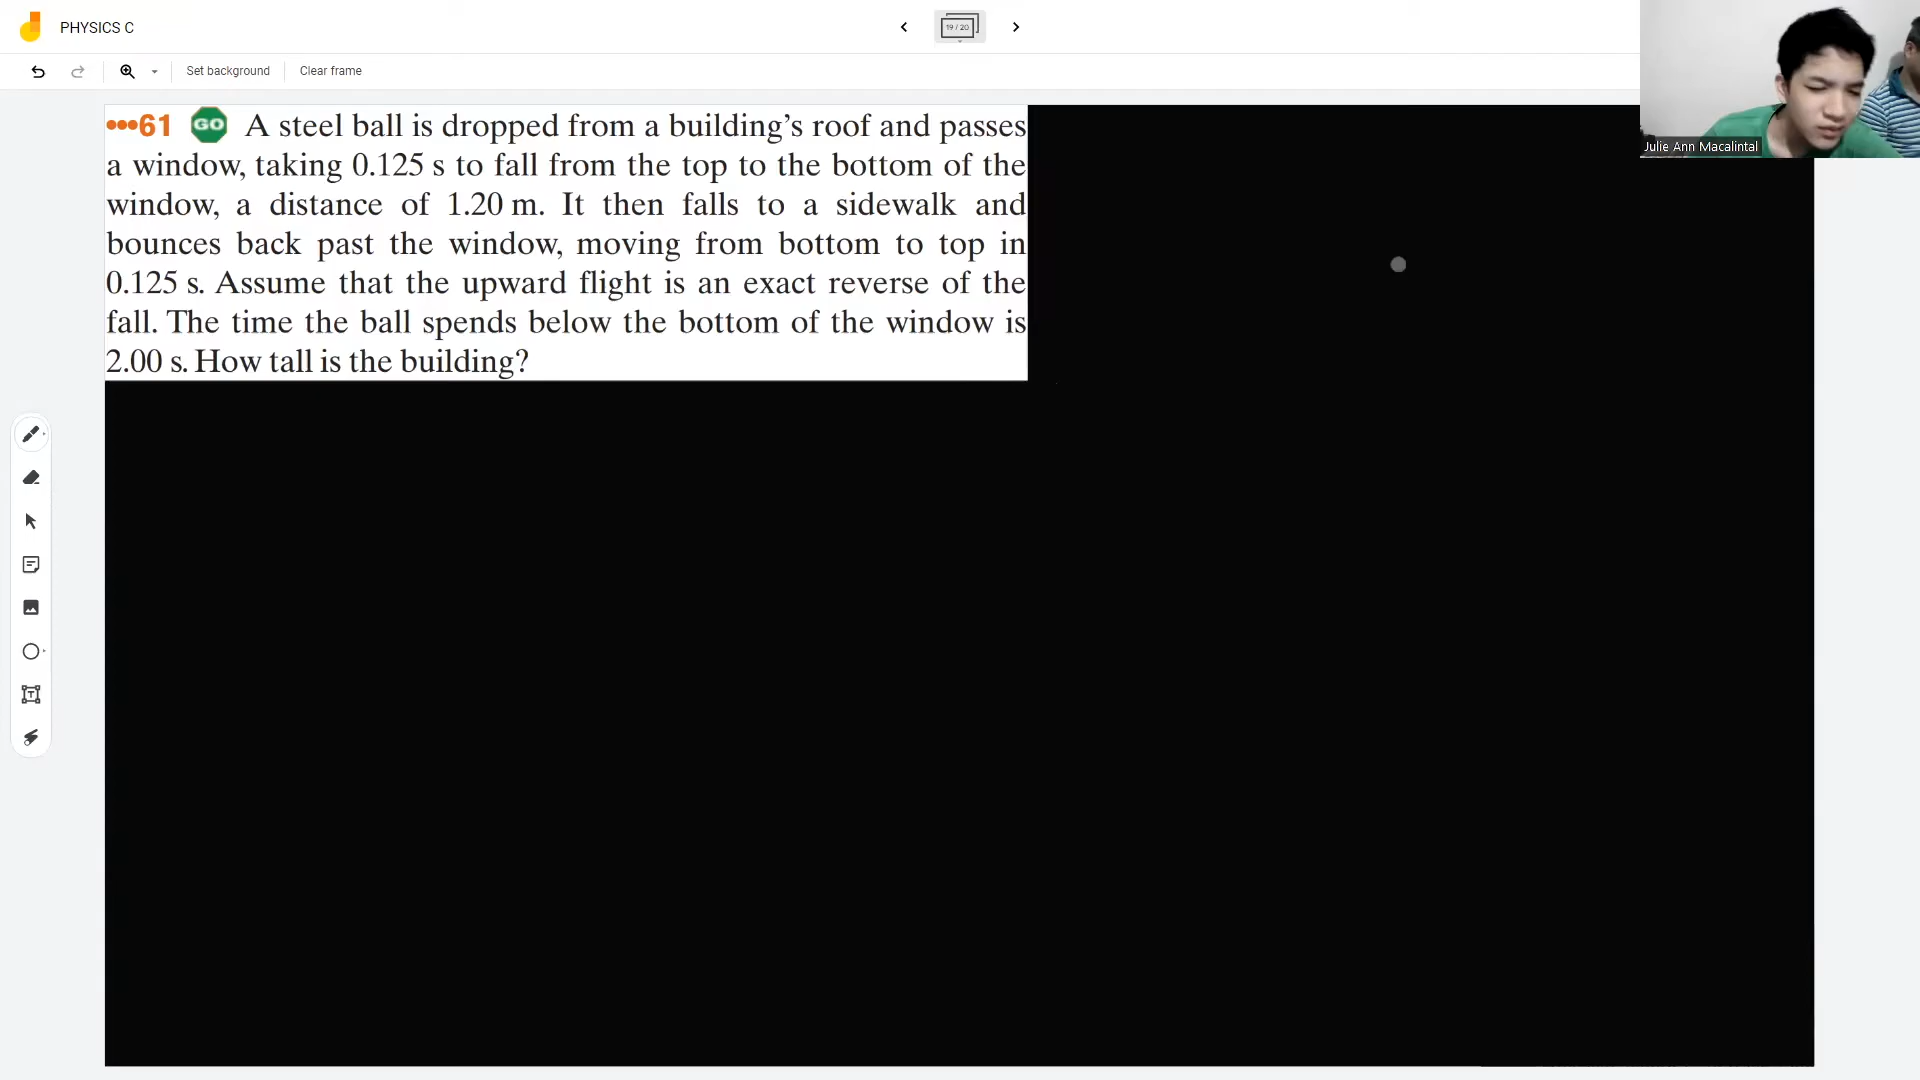 PHYSICS C
19 / 20
Set background
Clear frame
Julie Ann Macalintal
•••61 GO A steel ball is dropped from a building’s roof and passes
a window, taking 0.125 s to fall from the top to the bottom of the
window, a distance of 1.20 m. It then falls to a sidewalk and
bounces back past the window, moving from bottom to top in
0.125 s. Assume that the upward flight is an exact reverse of the
fall. The time the ball spends below the bottom of the window is
2.00 s. How tall is the building?